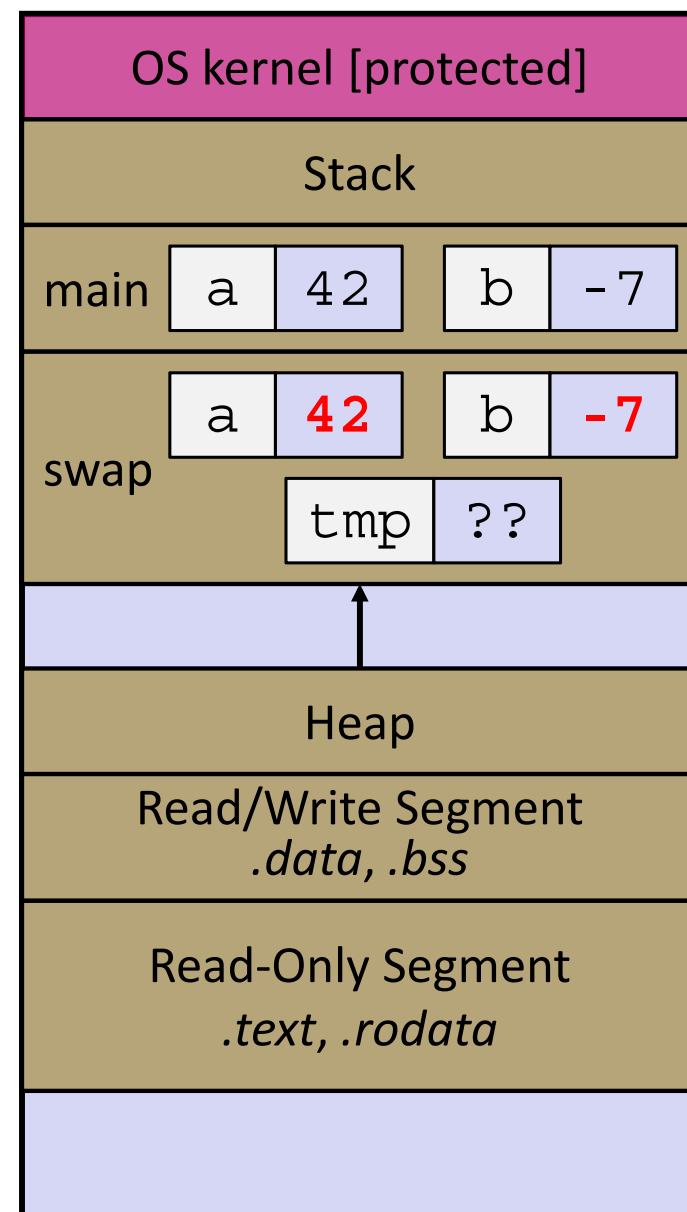 OS kernel [protected]
Stack
main a 42 b -7
a 42 b -7
swap
tmp ??
Heap
Read/Write Segment
.data, .bss
Read-Only Segment
.text, .rodata